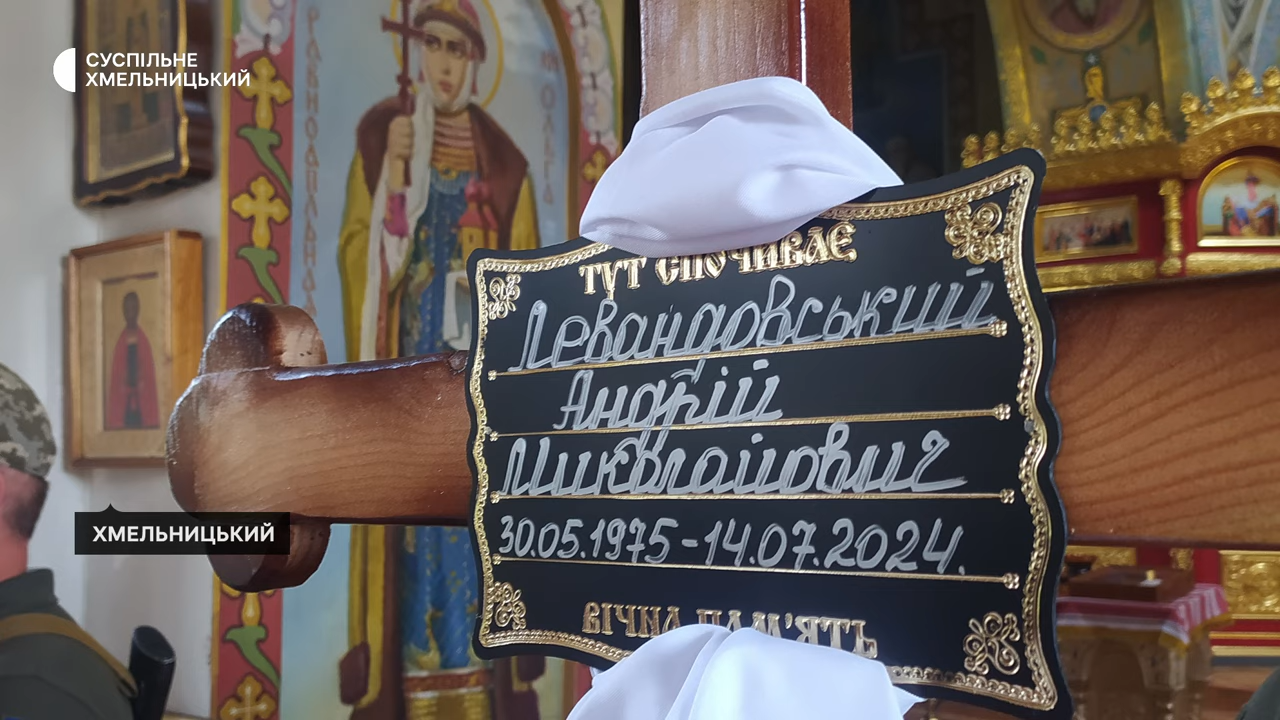 СУСПІЛЬНЕ
ХМЕЛЬНИЦЬКИЙ
ТУТ СПОЧИВАЄ
Левандовський
Андрій
Миколайович
30.05.1975-14.07.2024.
ВІЧНА ПАМ'ЯТЬ
ХМЕЛЬНИЦЬКИЙ